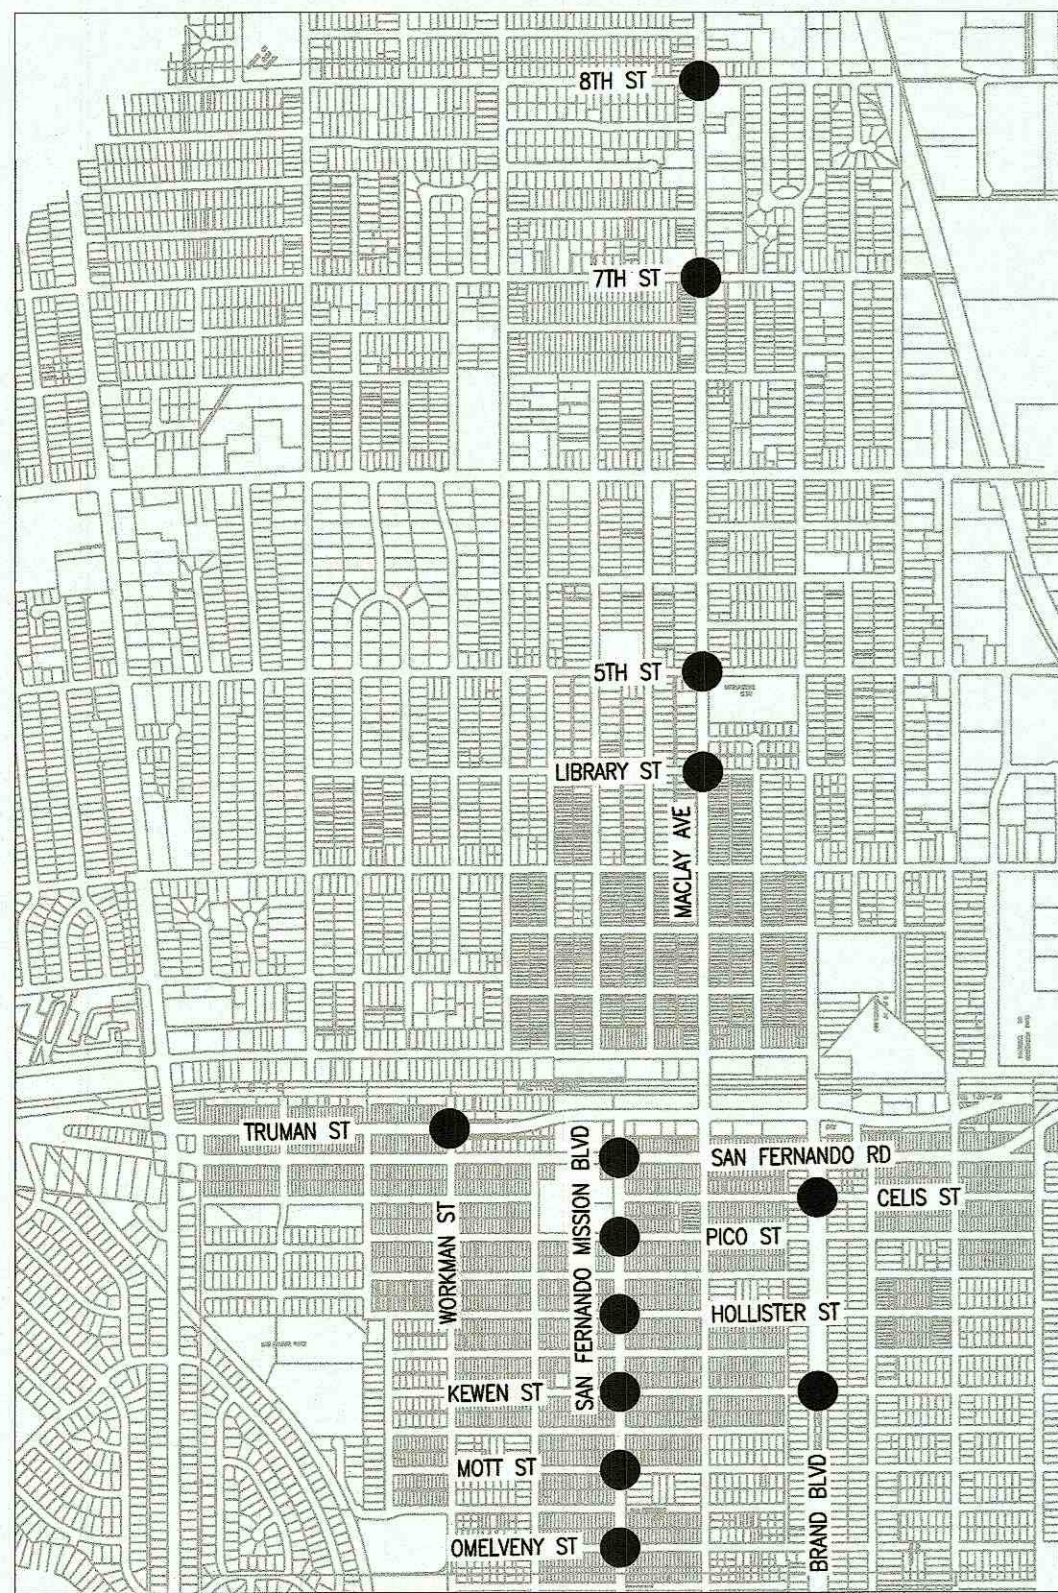 8TH ST
7TH ST
5TH ST
LIBRARY ST
MACLAY AVE
TRUMAN ST
SAN FERNANDO MISSION BLVD
SAN FERNANDO RD
WORKMAN ST
CELIS ST
PICO ST
HOLLISTER ST
KEWEN ST
MOTT ST
BRAND BLVD
OMELVENY ST